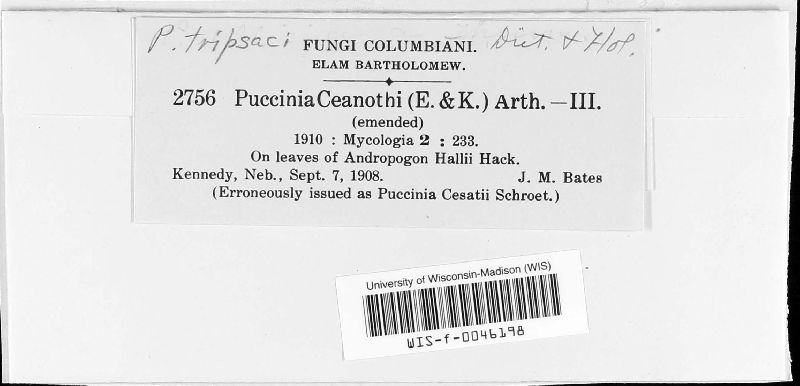 P. tripsaci Diet. & Hol.
FUNGI COLUMBIANI.
ELAM BARTHOLOMEW.
2756 Puccinia Ceanothi (E. & K.) Arth. — III.
(emended)
1910 : Mycologia 2 : 233.
On leaves of Andropogon Hallii Hack.
Kennedy, Neb., Sept. 7, 1908. J. M. Bates
(Erroneously issued as Puccinia Cesatii Schroet.)
University of Wisconsin-Madison (WIS)
WIS-f-0046198